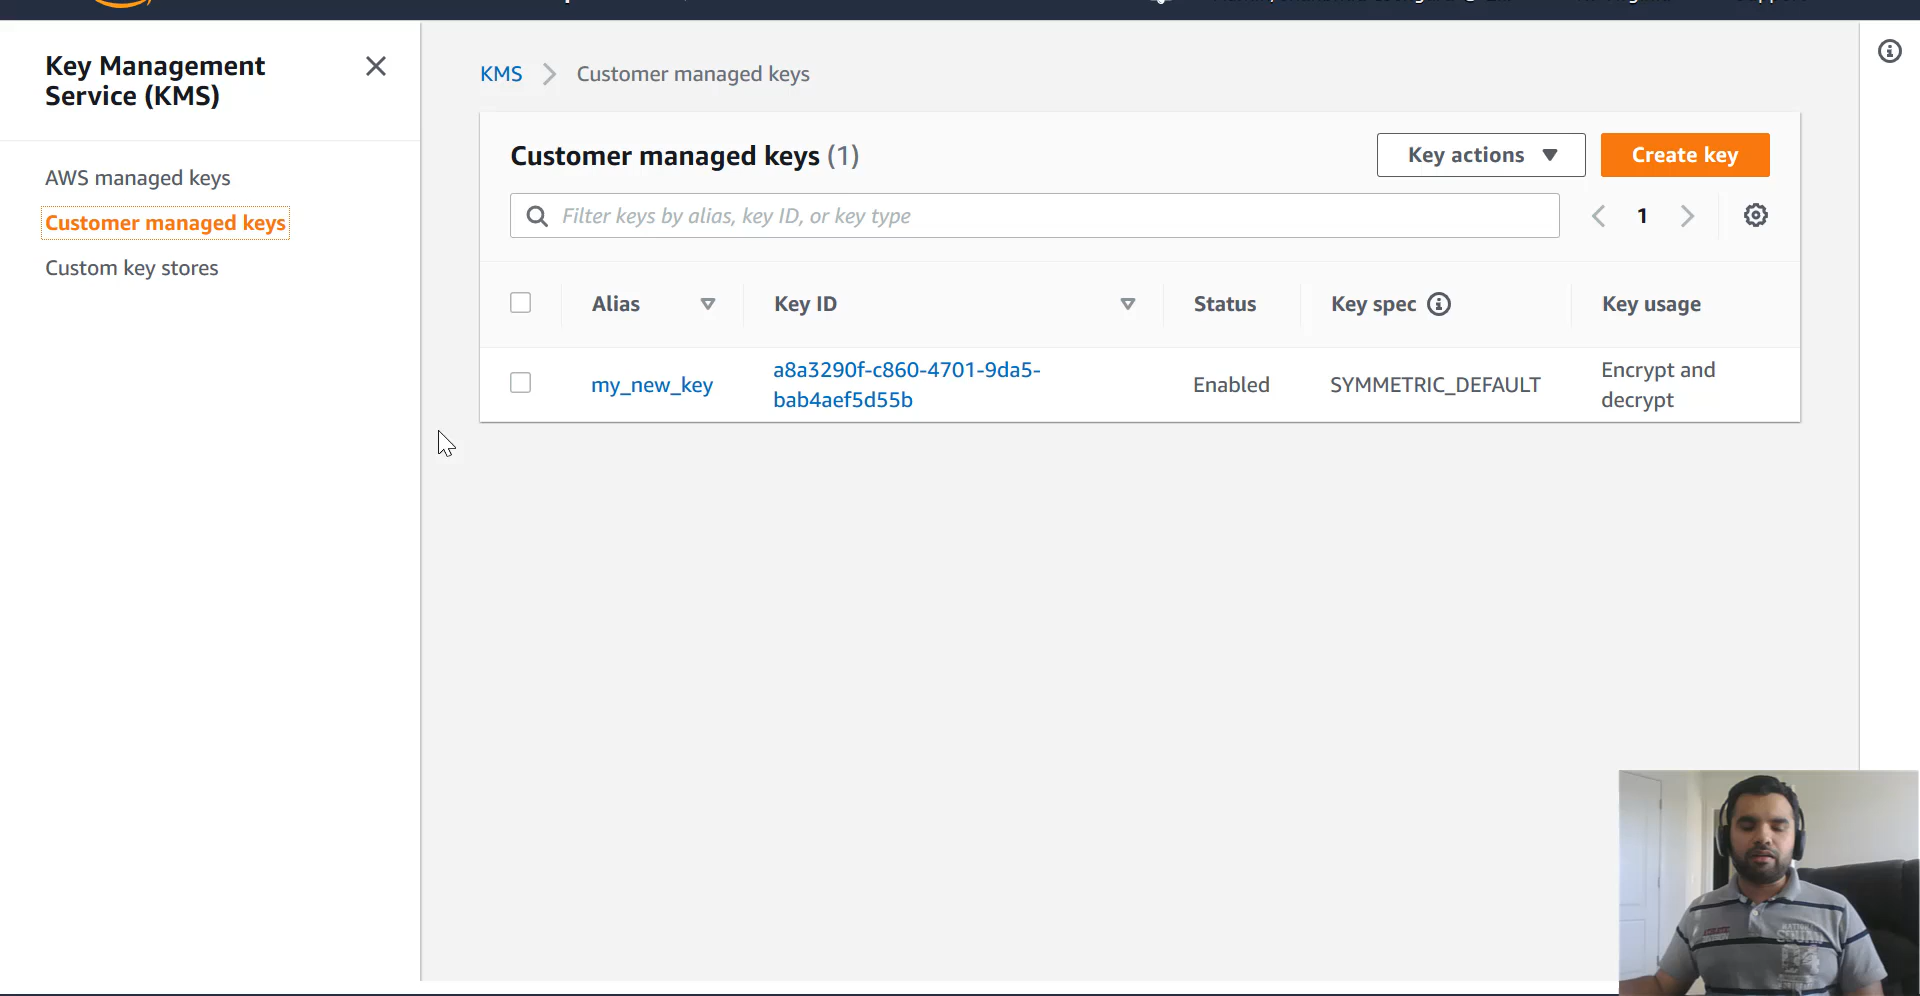 Key Management
Service (KMS)
AWS managed keys
Customer managed keys
Custom key stores
KMS
Customer managed keys
Customer managed keys (1)
Key actions
Create key
Filter keys by alias, key ID, or key type
1
Alias
Key ID
Status
Key spec
Key usage
my_new_key
a8a3290f-c860-4701-9da5-
bab4aef5d55b
Enabled
SYMMETRIC_DEFAULT
Encrypt and
decrypt